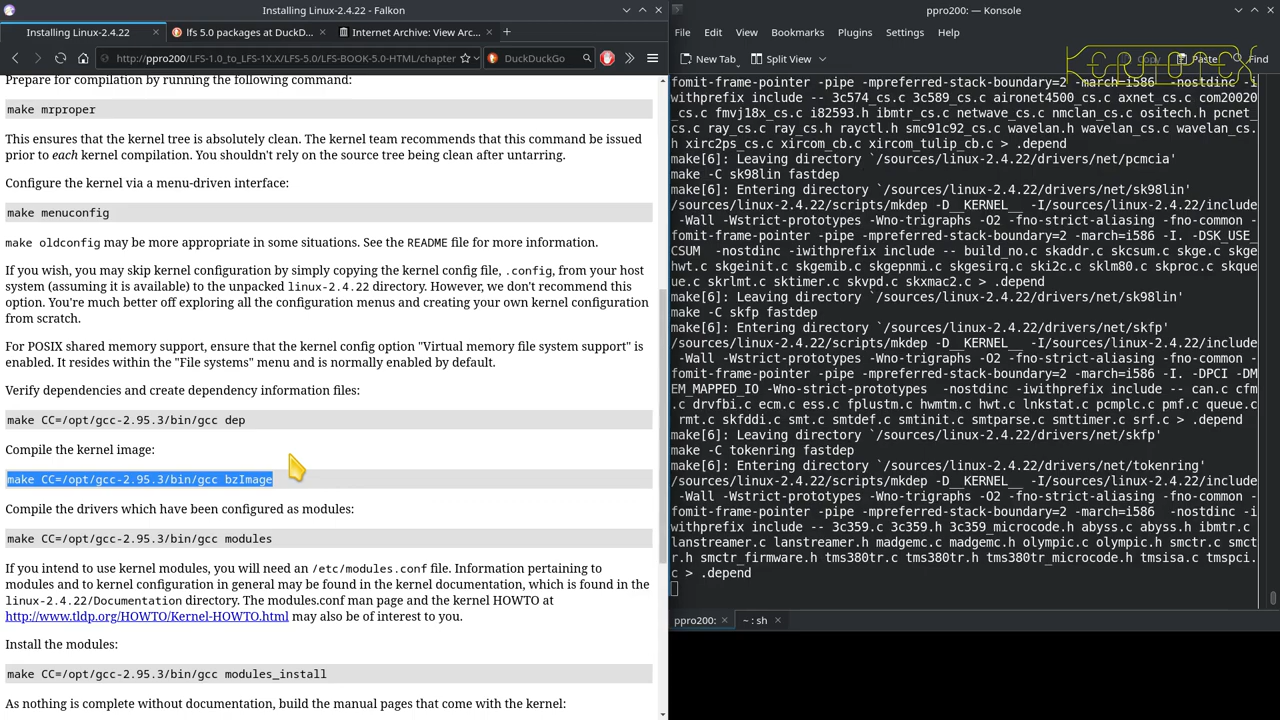 Installing Linux-2.4.22 - Falkon
Installing Linux-2.4.22
lfs 5.0 packages at DuckD...
Internet Archive: View Arc...
http://ppro200/LFS-1.0_to_LFS-1X.X/LFS-5.0/LFS-BOOK-5.0-HTML/chapter
DuckDuckGo
Prepare for compilation by running the following command:
make mrproper
This ensures that the kernel tree is absolutely clean. The kernel team recommends that this command be issued
prior to each kernel compilation. You shouldn't rely on the source tree being clean after untarring.
Configure the kernel via a menu-driven interface:
make menuconfig
make oldconfig may be more appropriate in some situations. See the README file for more information.
If you wish, you may skip kernel configuration by simply copying the kernel config file, .config, from your host
system (assuming it is available) to the unpacked linux-2.4.22 directory. However, we don't recommend this
option. You're much better off exploring all the configuration menus and creating your own kernel configuration
from scratch.
For POSIX shared memory support, ensure that the kernel config option "Virtual memory file system support" is
enabled. It resides within the "File systems" menu and is normally enabled by default.
Verify dependencies and create dependency information files:
make CC=/opt/gcc-2.95.3/bin/gcc dep
Compile the kernel image:
make CC=/opt/gcc-2.95.3/bin/gcc bzImage
Compile the drivers which have been configured as modules:
make CC=/opt/gcc-2.95.3/bin/gcc modules
If you intend to use kernel modules, you will need an /etc/modules.conf file. Information pertaining to
modules and to kernel configuration in general may be found in the kernel documentation, which is found in the
linux-2.4.22/Documentation directory. The modules.conf man page and the kernel HOWTO at
http://www.tldp.org/HOWTO/Kernel-HOWTO.html may also be of interest to you.
Install the modules:
make CC=/opt/gcc-2.95.3/bin/gcc modules_install
As nothing is complete without documentation, build the manual pages that come with the kernel:
ppro200: — Konsole
File Edit View Bookmarks Plugins Settings Help
New Tab Split View Copy Paste Find
fomit-frame-pointer -pipe -mpreferred-stack-boundary=2 -march=i586 -nostdinc -i
withprefix include -- 3c574_cs.c 3c589_cs.c aironet4500_cs.c axnet_cs.c com20020
_cs.c fmvj18x_cs.c i82593.h ibmtr_cs.c netwave_cs.c nmclan_cs.c ositech.h pcnet_
cs.c ray_cs.c ray_cs.h rayctl.h smc91c92_cs.c wavelan.h wavelan_cs.c wavelan_cs.
h xirc2ps_cs.c xircom_cb.c xircom_tulip_cb.c > .depend
make[6]: Leaving directory `/sources/linux-2.4.22/drivers/net/pcmcia'
make -C sk98lin fastdep
make[6]: Entering directory `/sources/linux-2.4.22/drivers/net/sk98lin'
/sources/linux-2.4.22/scripts/mkdep -D__KERNEL__ -I/sources/linux-2.4.22/include
-Wall -Wstrict-prototypes -Wno-trigraphs -O2 -fno-strict-aliasing -fno-common -
fomit-frame-pointer -pipe -mpreferred-stack-boundary=2 -march=i586 -I. -DSK_USE_
CSUM -nostdinc -iwithprefix include -- build_no.c skaddr.c skcsum.c skge.c skge
hwt.c skgeinit.c skgemib.c skgepnmi.c skgesirq.c ski2c.c sklm80.c skproc.c skqu
ue.c skrlmt.c sktimer.c skvpd.c skxmac2.c > .depend
make[6]: Leaving directory `/sources/linux-2.4.22/drivers/net/sk98lin'
make -C skfp fastdep
make[6]: Entering directory `/sources/linux-2.4.22/drivers/net/skfp'
/sources/linux-2.4.22/scripts/mkdep -D__KERNEL__ -I/sources/linux-2.4.22/include
-Wall -Wstrict-prototypes -Wno-trigraphs -O2 -fno-strict-aliasing -fno-common -
fomit-frame-pointer -pipe -mpreferred-stack-boundary=2 -march=i586 -I. -DPCI -DM
EM_MAPPED_IO -Wno-strict-prototypes -nostdinc -iwithprefix include -- can.c cfm
.c drvfbi.c ecm.c ess.c fplustm.c hwmtm.c hwt.c lnkstat.c pcmplc.c pmf.c queue.c
rmt.c skfddi.c smt.c smtdef.c smtinit.c smtparse.c smttimer.c srf.c > .depend
make[6]: Leaving directory `/sources/linux-2.4.22/drivers/net/skfp'
make -C tokenring fastdep
make[6]: Entering directory `/sources/linux-2.4.22/drivers/net/tokenring'
/sources/linux-2.4.22/scripts/mkdep -D__KERNEL__ -I/sources/linux-2.4.22/include
-Wall -Wstrict-prototypes -Wno-trigraphs -O2 -fno-strict-aliasing -fno-common -
fomit-frame-pointer -pipe -mpreferred-stack-boundary=2 -march=i586 -nostdinc -i
withprefix include -- 3c359.c 3c359.h 3c359_microcode.h abyss.c abyss.h ibmtr.c
lanstreamer.c lanstreamer.h madgemc.c madgemc.h olympic.c olympic.h smctr.c smct
r.h smctr_firmware.h tms380tr.c tms380tr.h tms380tr_microcode.h tmsisa.c tmspci.
c > .depend
ppro200:
~ : sh